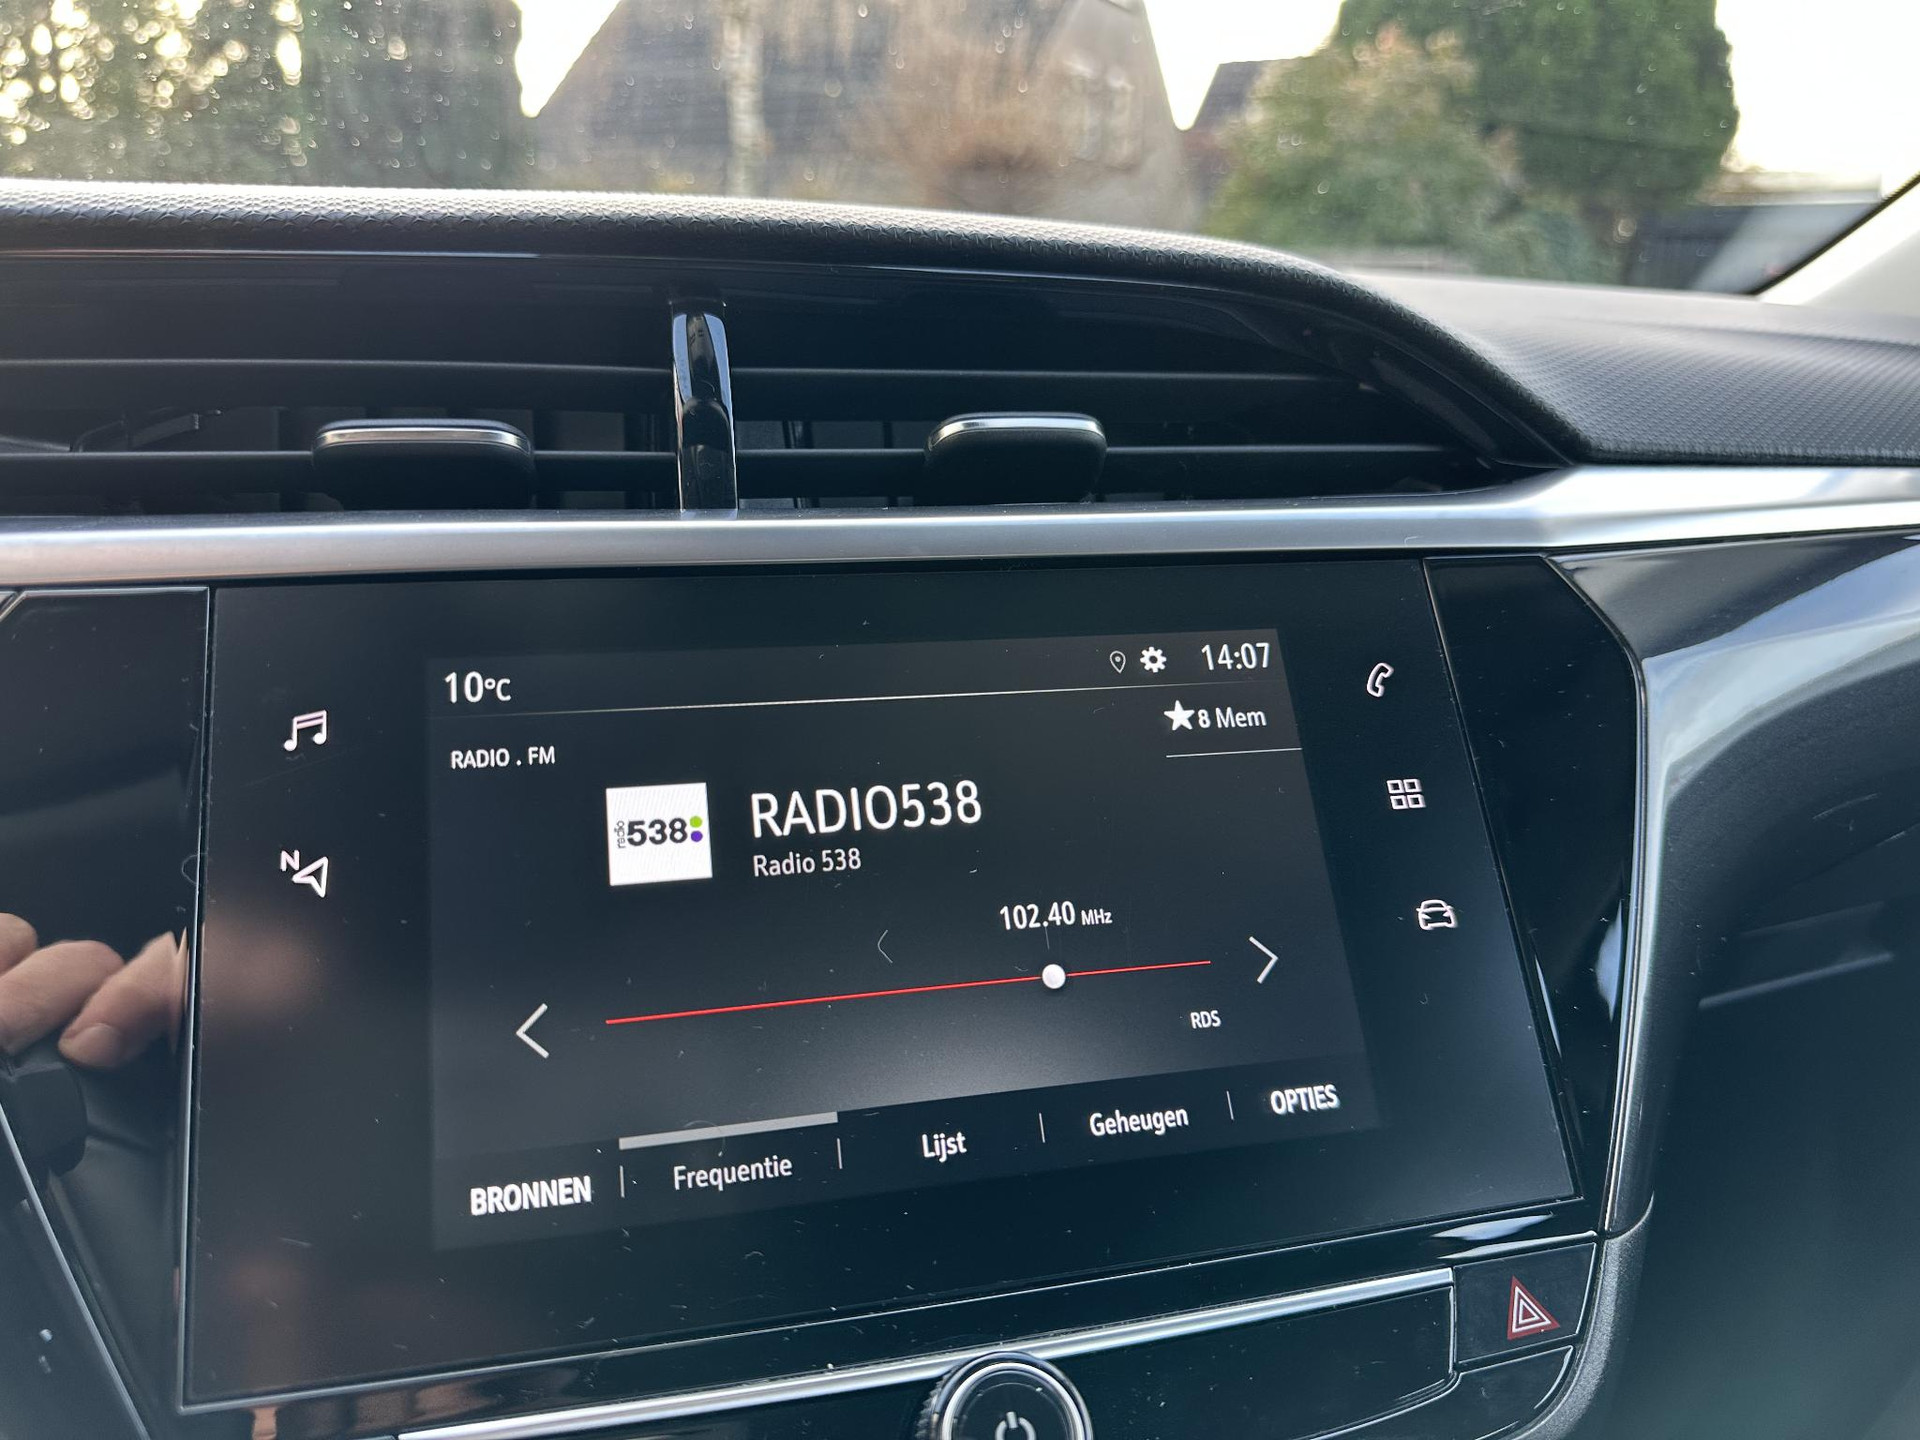 10°C
14:07
8 Mem
RADIO . FM
radio 538
RADIO538
Radio 538
102.40 MHz
RDS
N
BRONNEN
Frequentie
Lijst
Geheugen
OPTIES